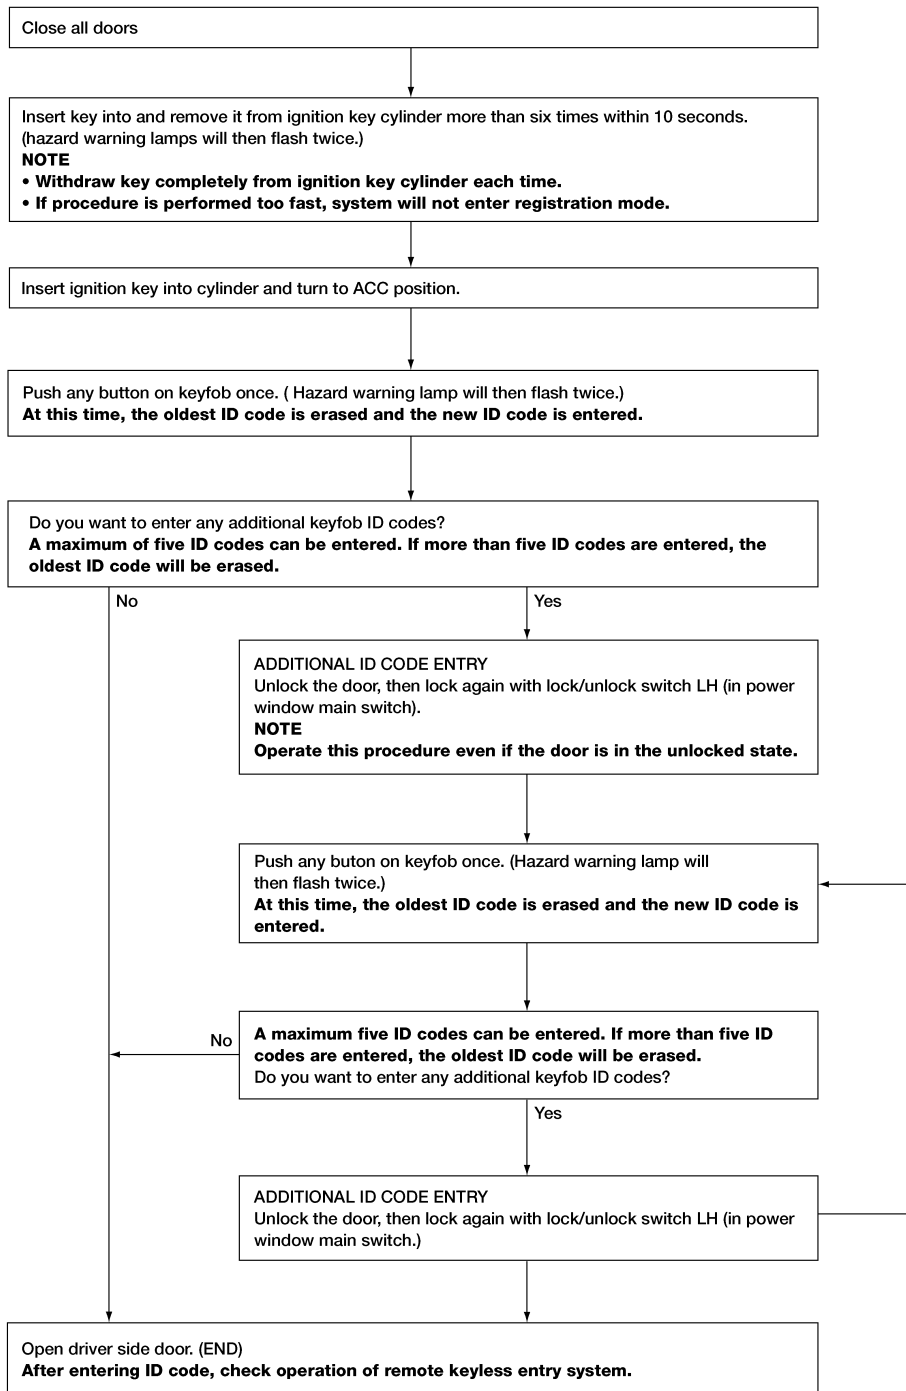 Close all doors
Insert key into and remove it from ignition key cylinder more than six times within 10 seconds.
(hazard warning lamps will then flash twice.)
NOTE
• Withdraw key completely from ignition key cylinder each time.
• If procedure is performed too fast, system will not enter registration mode.
Insert ignition key into cylinder and turn to ACC position.
Push any button on keyfob once. ( Hazard warning lamp will then flash twice.)
At this time, the oldest ID code is erased and the new ID code is entered.
Do you want to enter any additional keyfob ID codes?
A maximum of five ID codes can be entered. If more than five ID codes are entered, the
oldest ID code will be erased.
No
Yes
ADDITIONAL ID CODE ENTRY
Unlock the door, then lock again with lock/unlock switch LH (in power
window main switch).
NOTE
Operate this procedure even if the door is in the unlocked state.
Push any buton on keyfob once. (Hazard warning lamp will
then flash twice.)
At this time, the oldest ID code is erased and the new ID code is
entered.
No
A maximum five ID codes can be entered. If more than five ID
codes are entered, the oldest ID code will be erased.
Do you want to enter any additional keyfob ID codes?
Yes
ADDITIONAL ID CODE ENTRY
Unlock the door, then lock again with lock/unlock switch LH (in power
window main switch.)
Open driver side door. (END)
After entering ID code, check operation of remote keyless entry system.